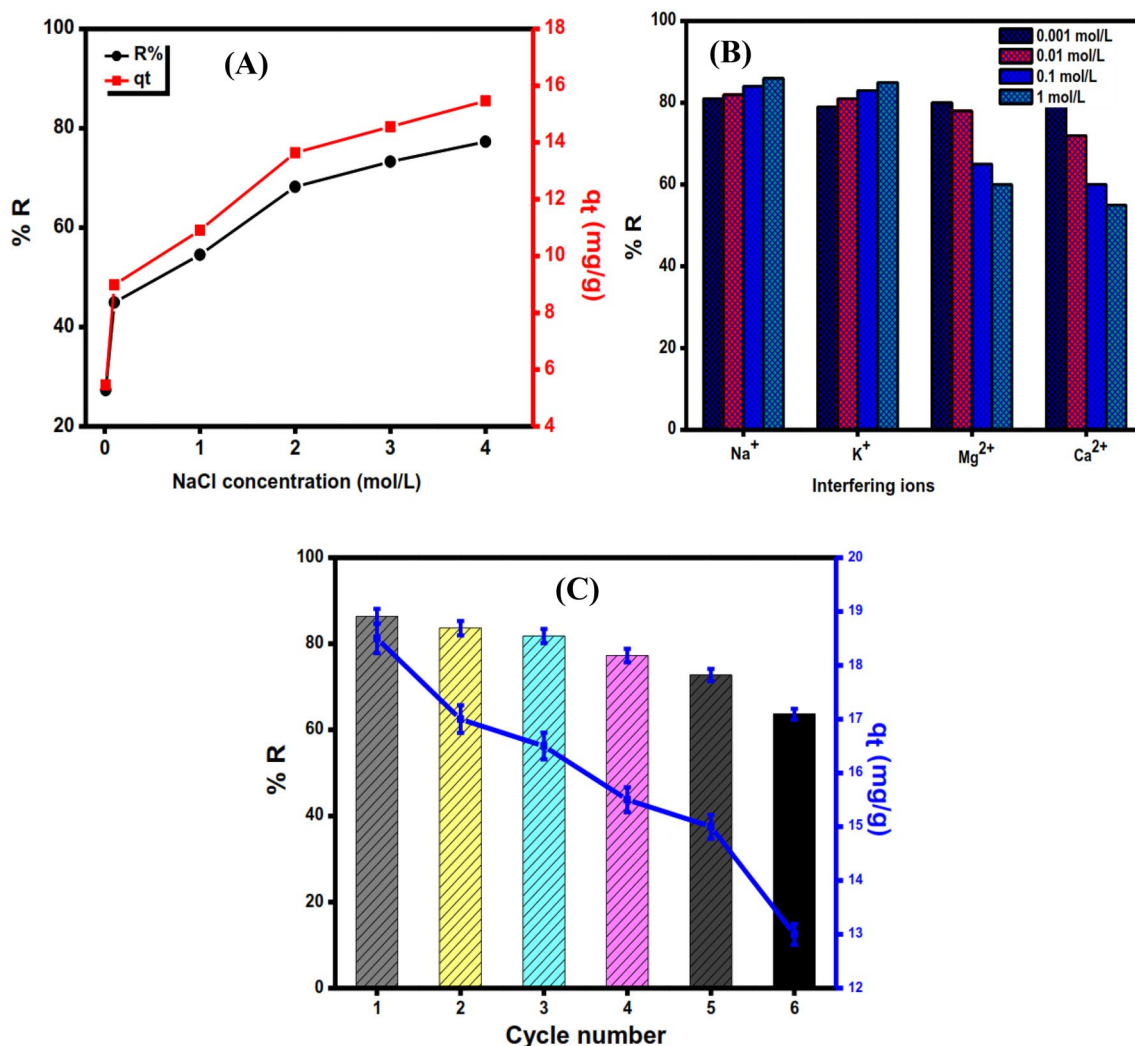 (A)
R%
qt
100
80
60
40
20
% R
18
16
14
12
10
8
6
4
qt (mg/g)
0 1 2 3 4
NaCl concentration (mol/L)
(B)
0.001 mol/L
0.01 mol/L
0.1 mol/L
1 mol/L
100
80
60
40
20
0
% R
Na+ K+ Mg2+ Ca2+
Interfering ions
(C)
100
80
60
40
20
0
% R
20
19
18
17
16
15
14
13
12
qt (mg/g)
1 2 3 4 5 6
Cycle number